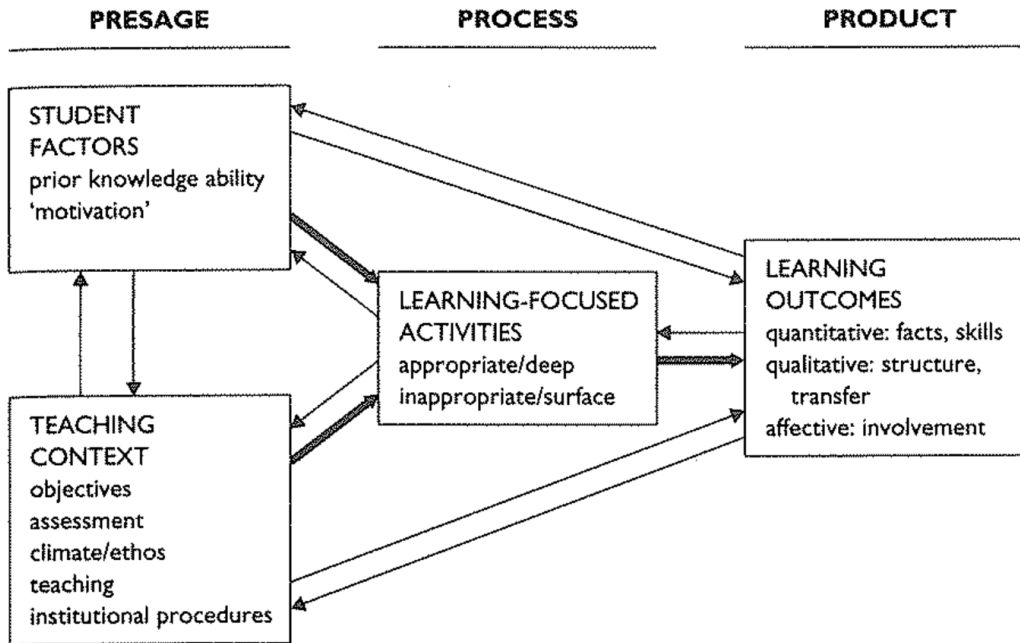 PRESAGE
PROCESS
PRODUCT
STUDENT
FACTORS
prior knowledge ability
‘motivation’
TEACHING
CONTEXT
objectives
assessment
climate/ethos
teaching
institutional procedures
LEARNING-FOCUSED
ACTIVITIES
appropriate/deep
inappropriate/surface
LEARNING
OUTCOMES
quantitative: facts, skills
qualitative: structure,
transfer
affective: involvement